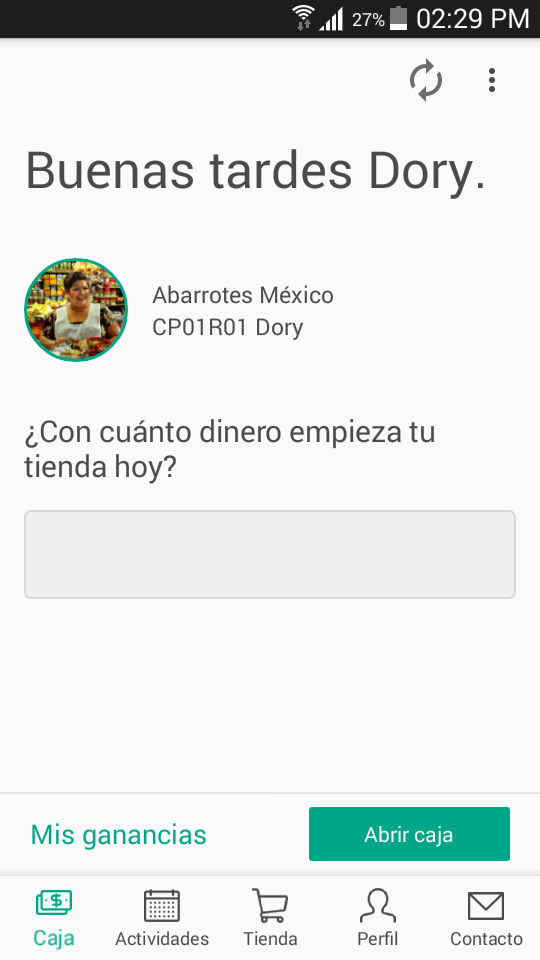 27% 02:29 PM
Buenas tardes Dory.
Abarrotes México
CP01R01 Dory
¿Con cuánto dinero empieza tu
tienda hoy?
Mis ganancias
Abrir caja
Caja
Actividades
Tienda
Perfil
Contacto